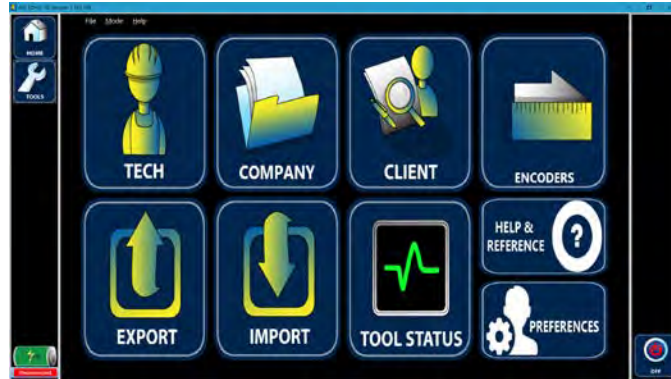 File Mode Help
HOME
TOOLS
TECH
COMPANY
CLIENT
ENCODERS
EXPORT
IMPORT
TOOL STATUS
HELP &
REFERENCE
?
PREFERENCES